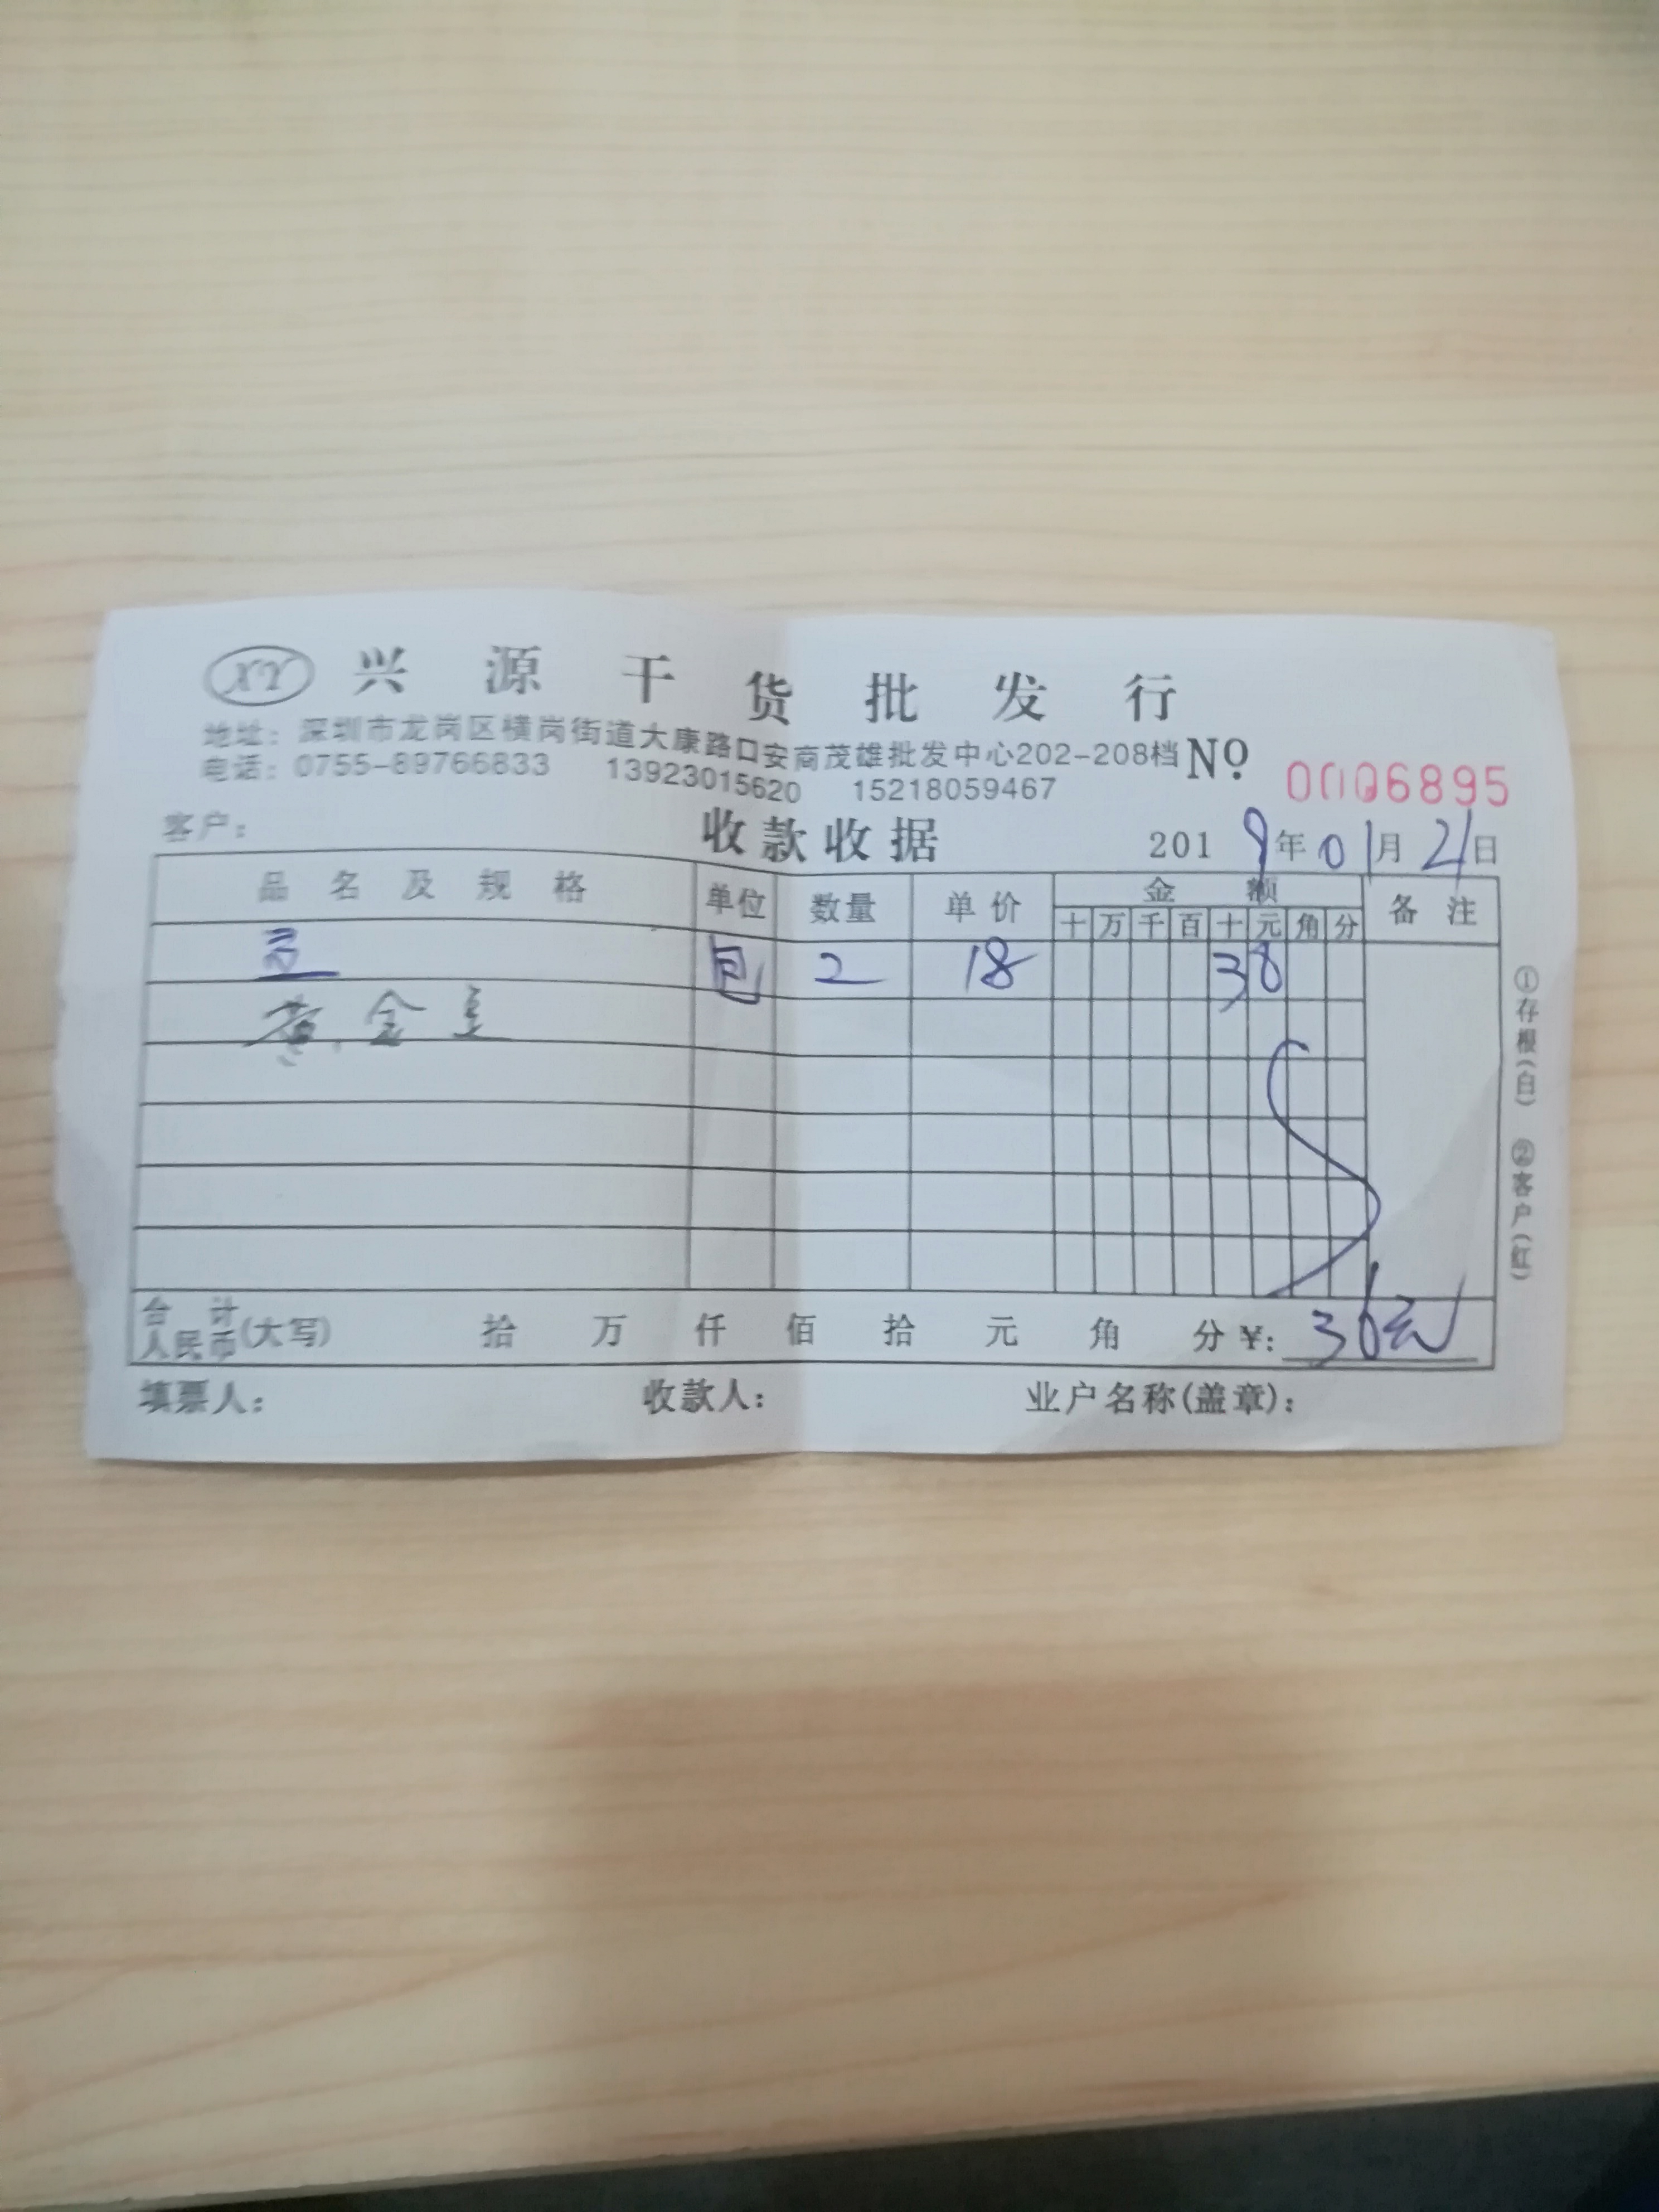 XY 兴源干货批发行
地址：深圳市龙岗区横岗街道大康路口安商茂雄批发中心202-208档
电话：0755-89766833 13923015620 15218059467
Nº 0006895
客户： 收款收据 2019年01月21日
品名及规格 单位 数量 单价 金额 备注
十 万 千 百 十 元 角 分
豆 包 2 18 36
黄金豆
合计人民币(大写) 拾 万 仟 佰 拾 元 角 分 ¥: 36元
填票人： 收款人： 业户名称(盖章)：
①存根(白) ②客户(红)